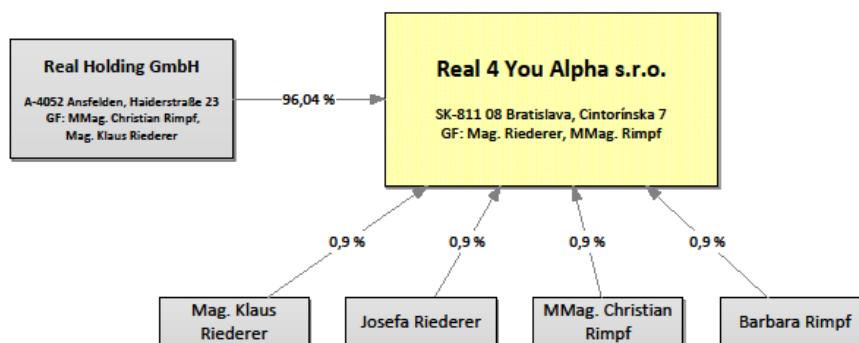 Real Holding GmbH
A-4052 Ansfelden, Haiderstraße 23
GF: MMag. Christian Rimpf,
Mag. Klaus Riederer
96,04 %
Real 4 You Alpha s.r.o.
SK-811 08 Bratislava, Cintorínska 7
GF: Mag. Riederer, MMag. Rimpf
0,9 %
0,9 %
0,9 %
0,9 %
Mag. Klaus
Riederer
Josefa Riederer
MMag. Christian
Rimpf
Barbara Rimpf